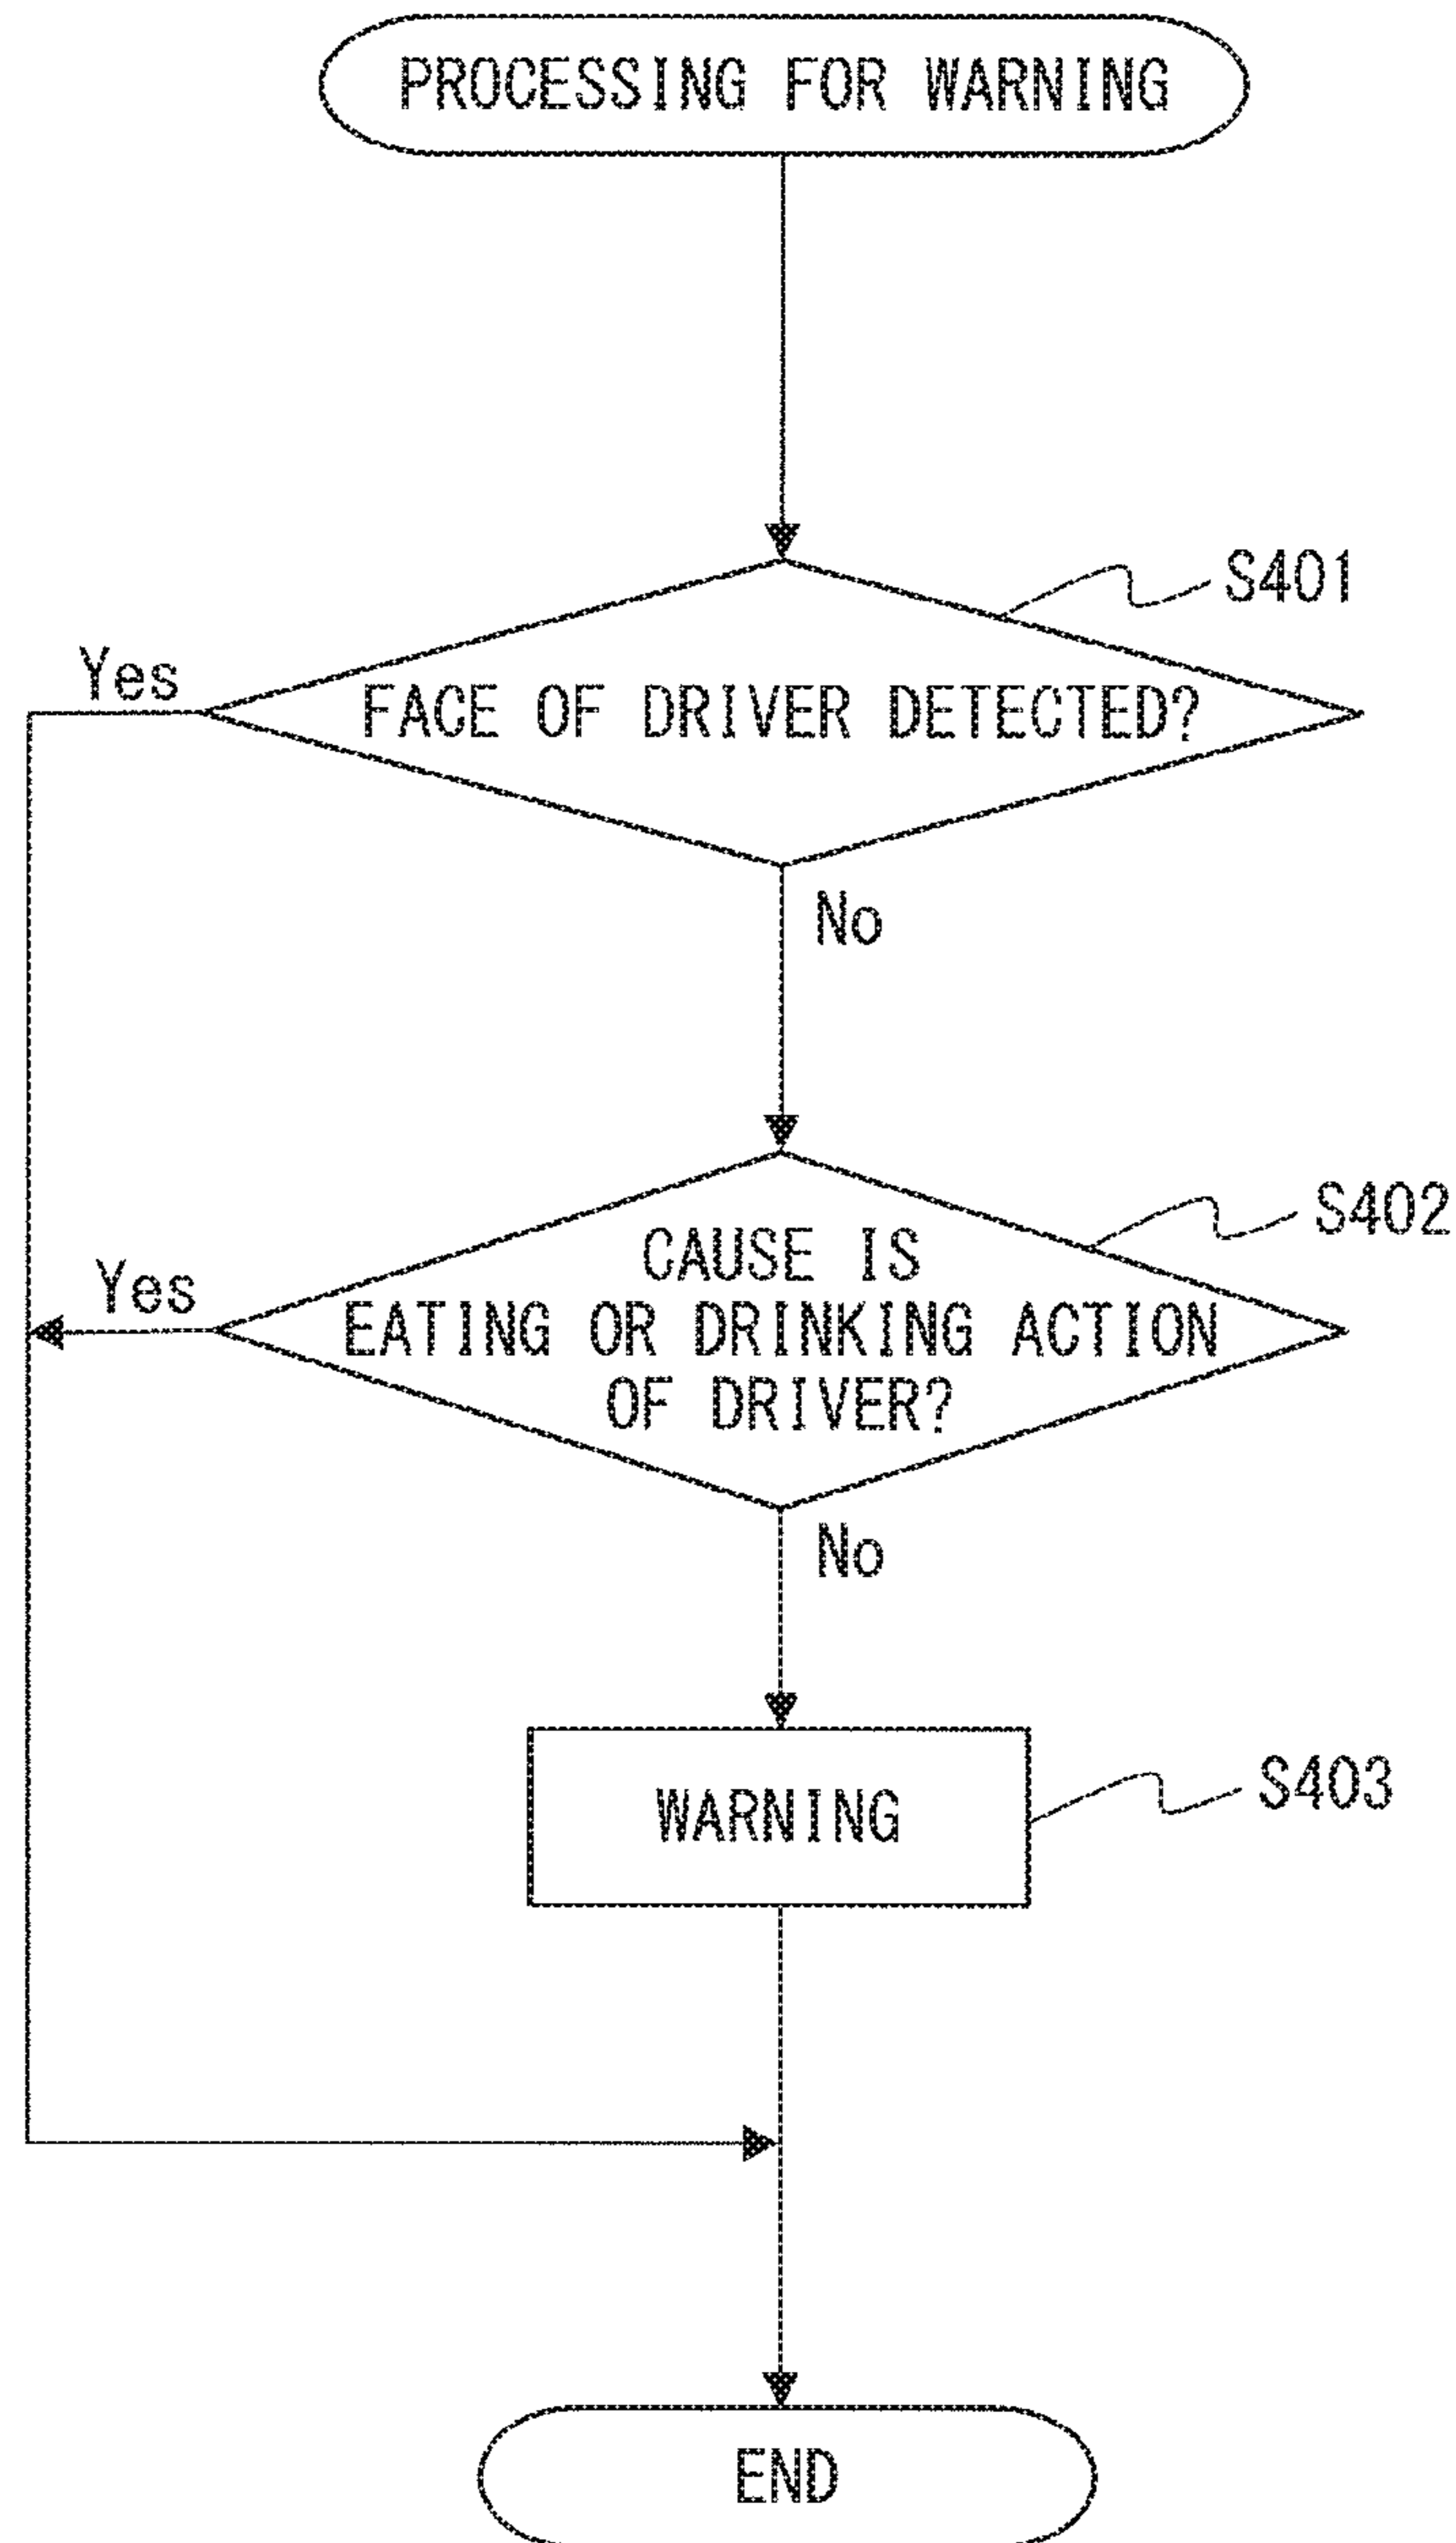 PROCESSING FOR WARNING
S401
Yes
FACE OF DRIVER DETECTED?
No
S402
Yes
CAUSE IS
EATING OR DRINKING ACTION
OF DRIVER?
No
WARNING
S403
END